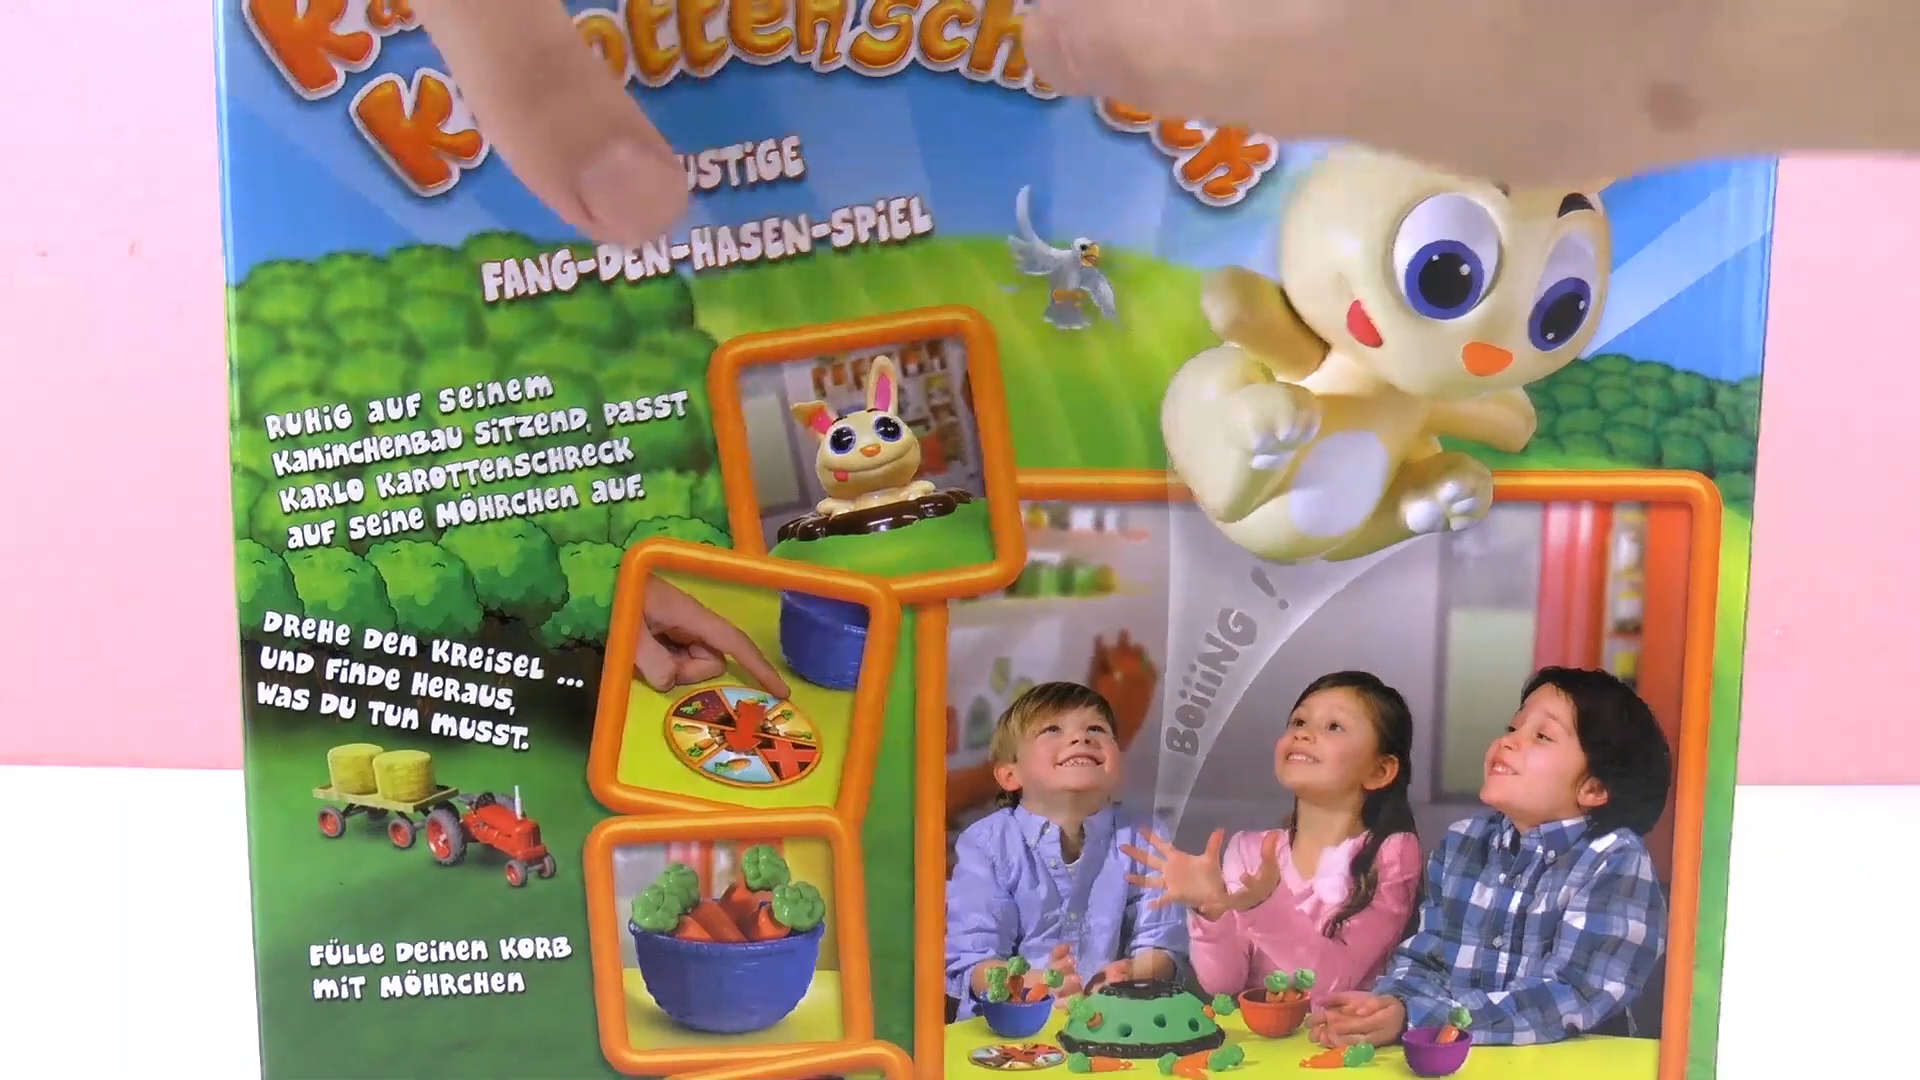 USTIGE
FANG-DEN-HASEN-SPIEL
RUHIG AUF SEINEM
KANINCHENBAU SITZEND, PASST
KARLO KAROTTENSCHRECK
AUF SEINE MÖHRCHEN AUF.
DREHE DEN KREISEL ...
UND FINDE HERAUS,
WAS DU TUN MUSST.
FÜLLE DEINEN KORB
MIT MÖHRCHEN
BOIIING!